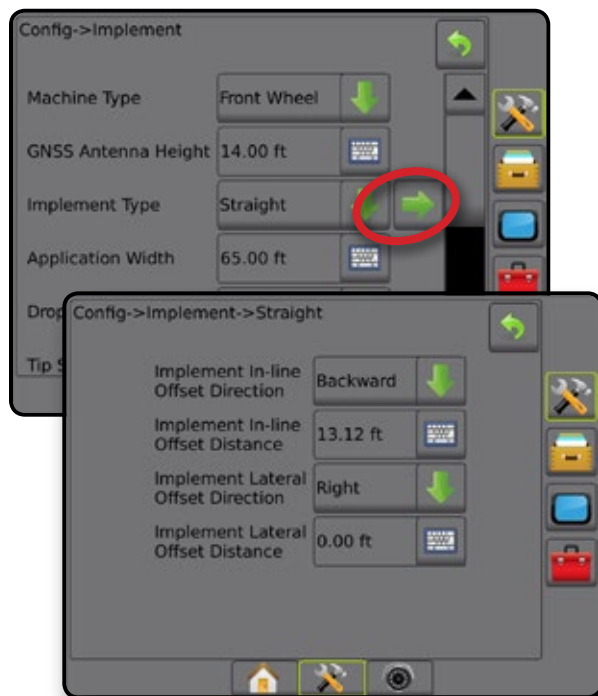 Config->Implement
Machine Type
Front Wheel
GNSS Antenna Height
14.00 ft
Implement Type
Straight
Application Width
65.00 ft
Config->Implement->Straight
Implement In-line
Offset Direction
Backward
Implement In-line
Offset Distance
13.12 ft
Implement Lateral
Offset Direction
Right
Implement Lateral
Offset Distance
0.00 ft